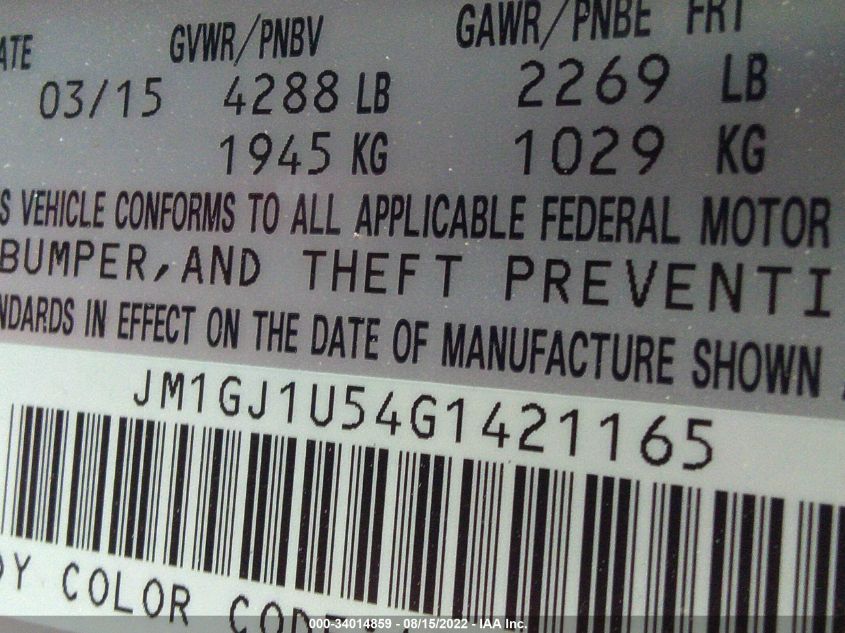 ATE GVWR/PNBV GAWR/PNBE FRT
03/15 4288 LB 2269 LB
1945 KG 1029 KG
S VEHICLE CONFORMS TO ALL APPLICABLE FEDERAL MOTOR
BUMPER, AND THEFT PREVENTI
NDARDS IN EFFECT ON THE DATE OF MANUFACTURE SHOWN
JM1GJ1U54G1421165
DY COLOR CODE
000-34014859 - 08/15/2022 - IAA Inc.